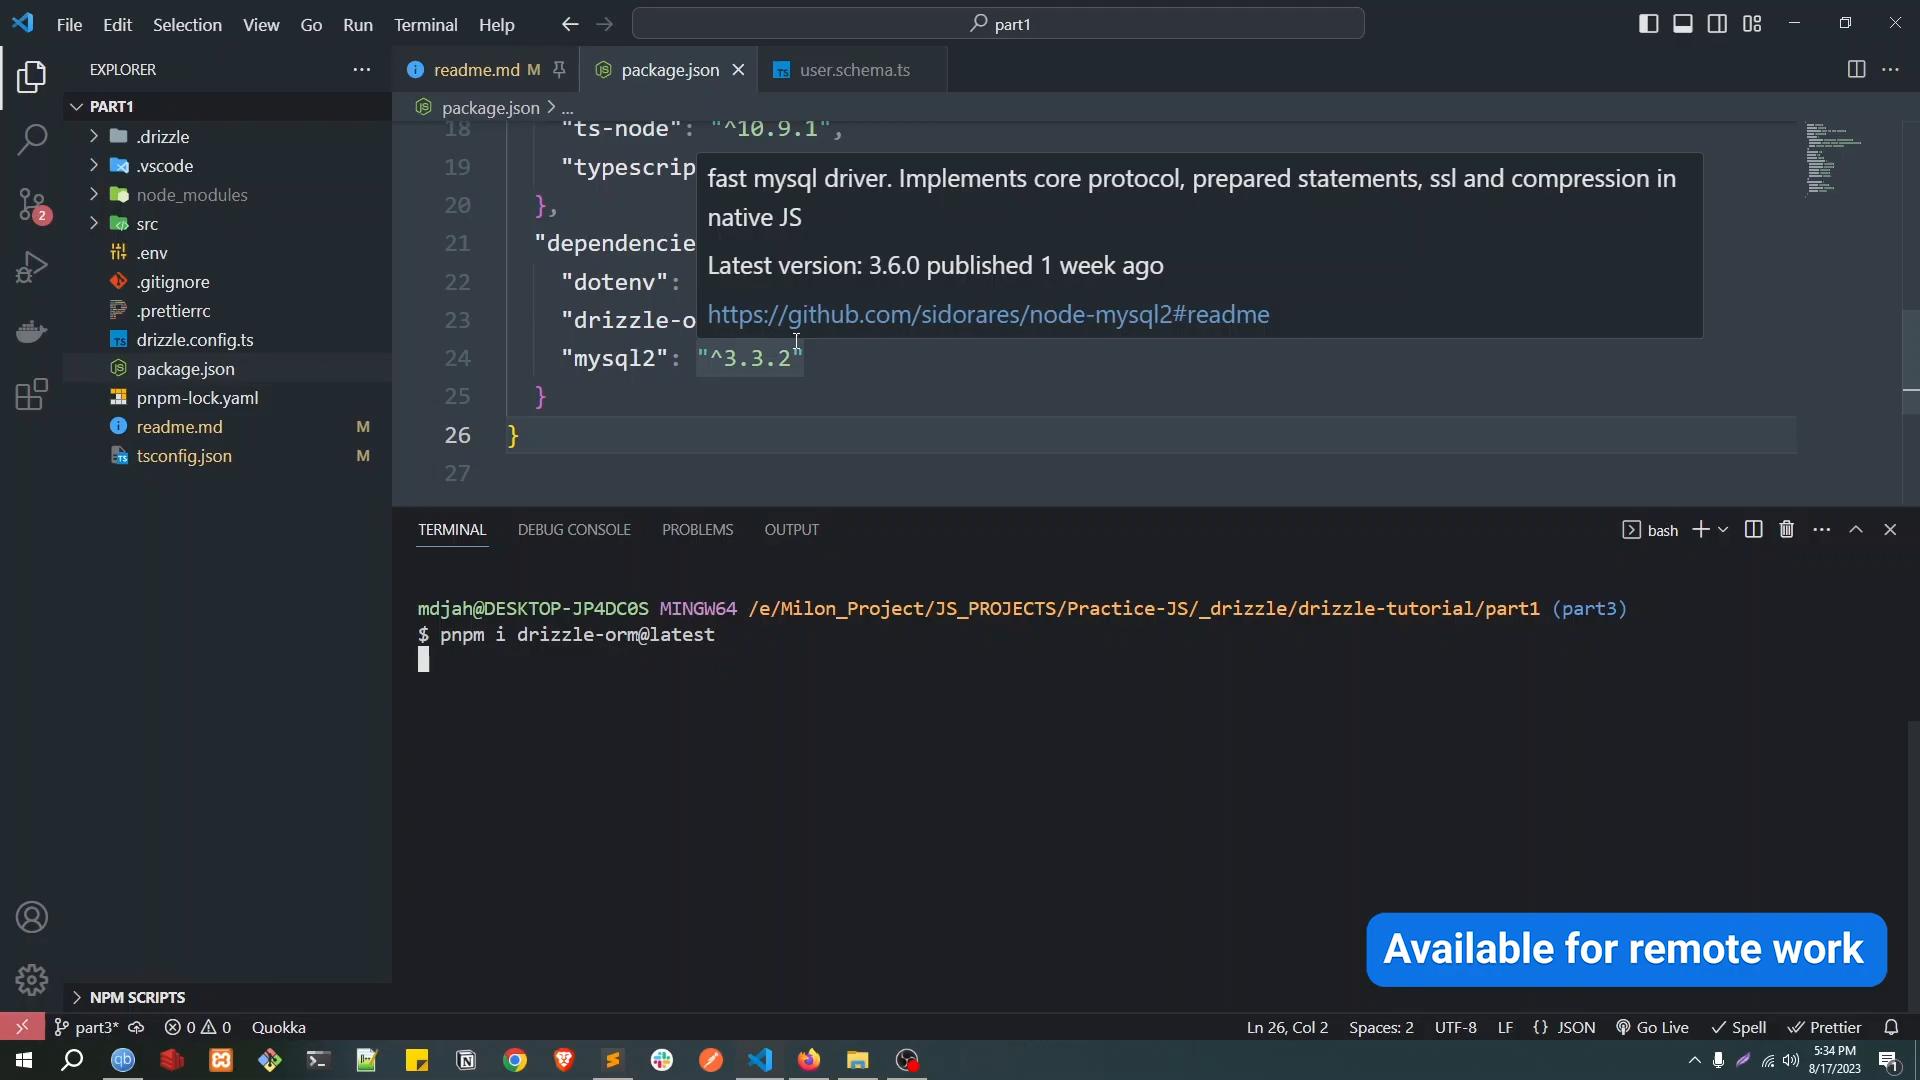 File Edit Selection View Go Run Terminal Help
part1
EXPLORER
readme.md M
package.json
TS user.schema.ts
PART1
package.json > ...
.drizzle
.vscode
node_modules
src
.env
.gitignore
.prettierrc
TS drizzle.config.ts
package.json
pnpm-lock.yaml
readme.md M
TS tsconfig.json M
2
18 "ts-node": "^10.9.1",
19 "typescrip
20 },
21 "dependencie
22 "dotenv":
23 "drizzle-o
24 "mysql2": "^3.3.2"
25 }
26 }
27
fast mysql driver. Implements core protocol, prepared statements, ssl and compression in
native JS
Latest version: 3.6.0 published 1 week ago
https://github.com/sidorares/node-mysql2#readme
TERMINAL DEBUG CONSOLE PROBLEMS OUTPUT
bash
mdjah@DESKTOP-JP4DC0S MINGW64 /e/Milon_Project/JS_PROJECTS/Practice-JS/_drizzle/drizzle-tutorial/part1 (part3)
$ pnpm i drizzle-orm@latest
Available for remote work
NPM SCRIPTS
part3* 0 0 Quokka
Ln 26, Col 2 Spaces: 2 UTF-8 LF {} JSON Go Live Spell Prettier
qb
5:34 PM
8/17/2023
1